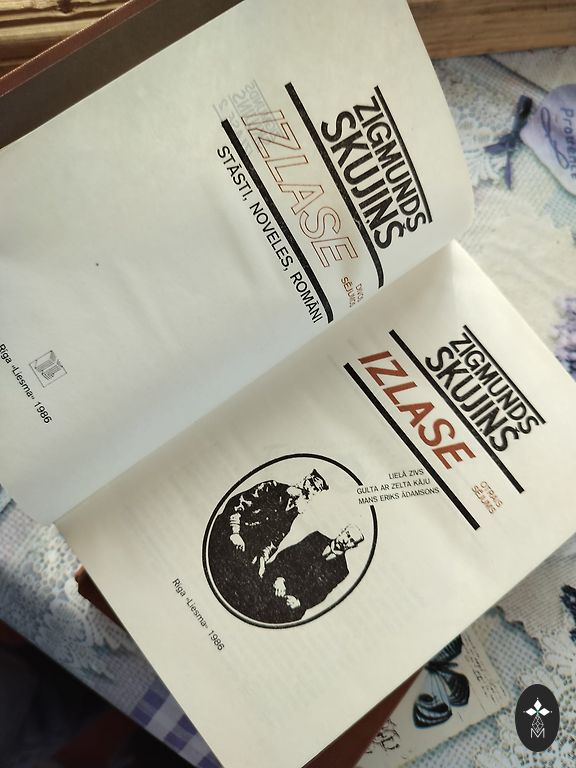 ZIGMUNDS
SKUJIŅŠ
IZLASE
DIVOS
SĒJUMOS
STĀSTI, NOVELES, ROMĀNI
Rīga «Liesma» 1986
ZIGMUNDS
SKUJIŅŠ
IZLASE
OTRAIS
SĒJUMS
LIELĀ ZIVS
GULTA AR ZELTA KĀJU
MANS ĒRIKS ĀDAMSONS
Rīga «Liesma» 1986
M